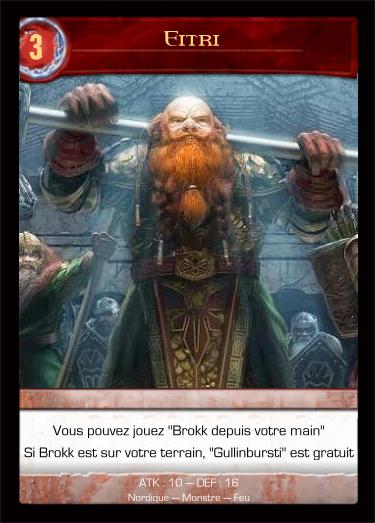 3
Eitri
Vous pouvez jouez "Brokk depuis votre main"
Si Brokk est sur votre terrain, "Gullinbursti" est gratuit
ATK : 10 — DEF : 16
Nordique — Monstre — Feu